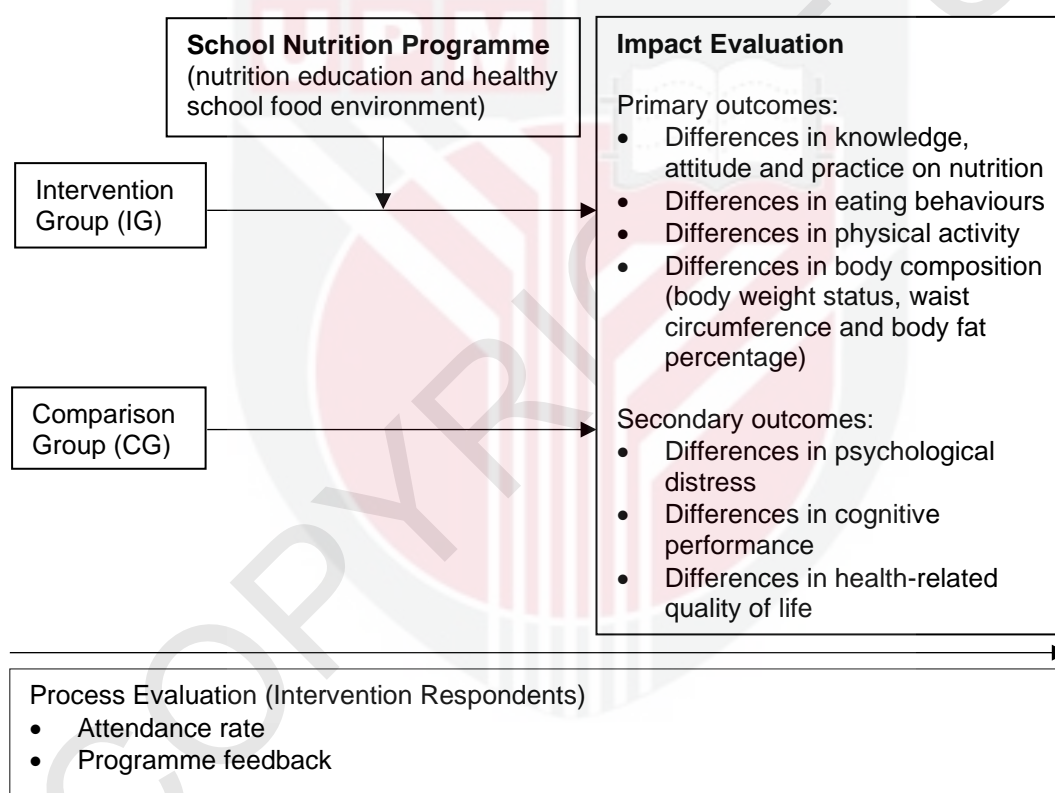 UPM
School Nutrition Programme
(nutrition education and healthy
school food environment)
Impact Evaluation
Primary outcomes:
• Differences in knowledge,
attitude and practice on nutrition
• Differences in eating behaviours
• Differences in physical activity
• Differences in body composition
(body weight status, waist
circumference and body fat
percentage)
Secondary outcomes:
• Differences in psychological
distress
• Differences in cognitive
performance
• Differences in health-related
quality of life
Intervention
Group (IG)
Comparison
Group (CG)
Process Evaluation (Intervention Respondents)
• Attendance rate
• Programme feedback
COPYRIG